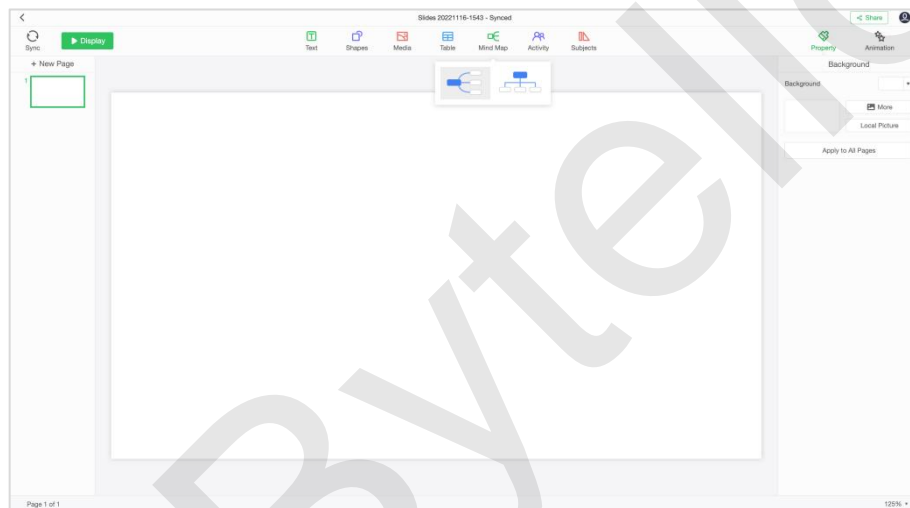 Slides 20221116-1543 - Synced
Share
Sync
Display
Text
Shapes
Media
Table
Mind Map
Activity
Subjects
Property
Animation
+ New Page
1
Background
Background
More
Local Picture
Apply to All Pages
Bytello
Page 1 of 1
125%